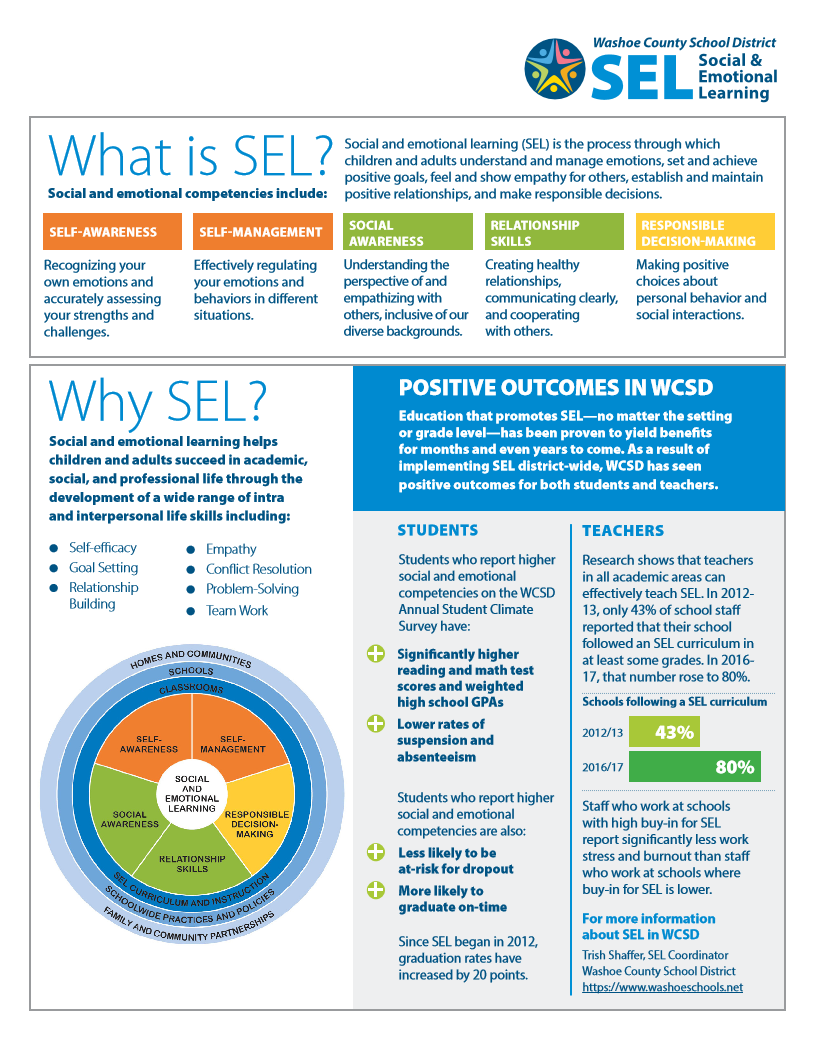 Washoe County School District
SEL
Social &
Emotional
Learning
What is SEL?
Social and emotional competencies include:
Social and emotional learning (SEL) is the process through which
children and adults understand and manage emotions, set and achieve
positive goals, feel and show empathy for others, establish and maintain
positive relationships, and make responsible decisions.
SELF-AWARENESS
Recognizing your
own emotions and
accurately assessing
your strengths and
challenges.
SELF-MANAGEMENT
Effectively regulating
your emotions and
behaviors in different
situations.
SOCIAL
AWARENESS
Understanding the
perspective of and
empathizing with
others, inclusive of our
diverse backgrounds.
RELATIONSHIP
SKILLS
Creating healthy
relationships,
communicating clearly,
and cooperating
with others.
RESPONSIBLE
DECISION-MAKING
Making positive
choices about
personal behavior and
social interactions.
Why SEL?
Social and emotional learning helps
children and adults succeed in academic,
social, and professional life through the
development of a wide range of intra
and interpersonal life skills including:
● Self-efficacy
● Goal Setting
● Relationship
Building
● Empathy
● Conflict Resolution
● Problem-Solving
● Team Work
HOMES AND COMMUNITIES
SCHOOLS
CLASSROOMS
SELF-
AWARENESS
SELF-
MANAGEMENT
SOCIAL
AND
EMOTIONAL
LEARNING
SOCIAL
AWARENESS
RESPONSIBLE
DECISION-
MAKING
RELATIONSHIP
SKILLS
SEL CURRICULUM AND INSTRUCTION
SCHOOLWIDE PRACTICES AND POLICIES
FAMILY AND COMMUNITY PARTNERSHIPS
POSITIVE OUTCOMES IN WCSD
Education that promotes SEL—no matter the setting
or grade level—has been proven to yield benefits
for months and even years to come. As a result of
implementing SEL district-wide, WCSD has seen
positive outcomes for both students and teachers.
STUDENTS
Students who report higher
social and emotional
competencies on the WCSD
Annual Student Climate
Survey have:
Significantly higher
reading and math test
scores and weighted
high school GPAs
Lower rates of
suspension and
absenteeism
Students who report higher
social and emotional
competencies are also:
Less likely to be
at-risk for dropout
More likely to
graduate on-time
Since SEL began in 2012,
graduation rates have
increased by 20 points.
TEACHERS
Research shows that teachers
in all academic areas can
effectively teach SEL. In 2012-
13, only 43% of school staff
reported that their school
followed an SEL curriculum in
at least some grades. In 2016-
17, that number rose to 80%.
Schools following a SEL curriculum
2012/13 43%
2016/17 80%
Staff who work at schools
with high buy-in for SEL
report significantly less work
stress and burnout than staff
who work at schools where
buy-in for SEL is lower.
For more information
about SEL in WCSD
Trish Shaffer, SEL Coordinator
Washoe County School District
https://www.washoeschools.net